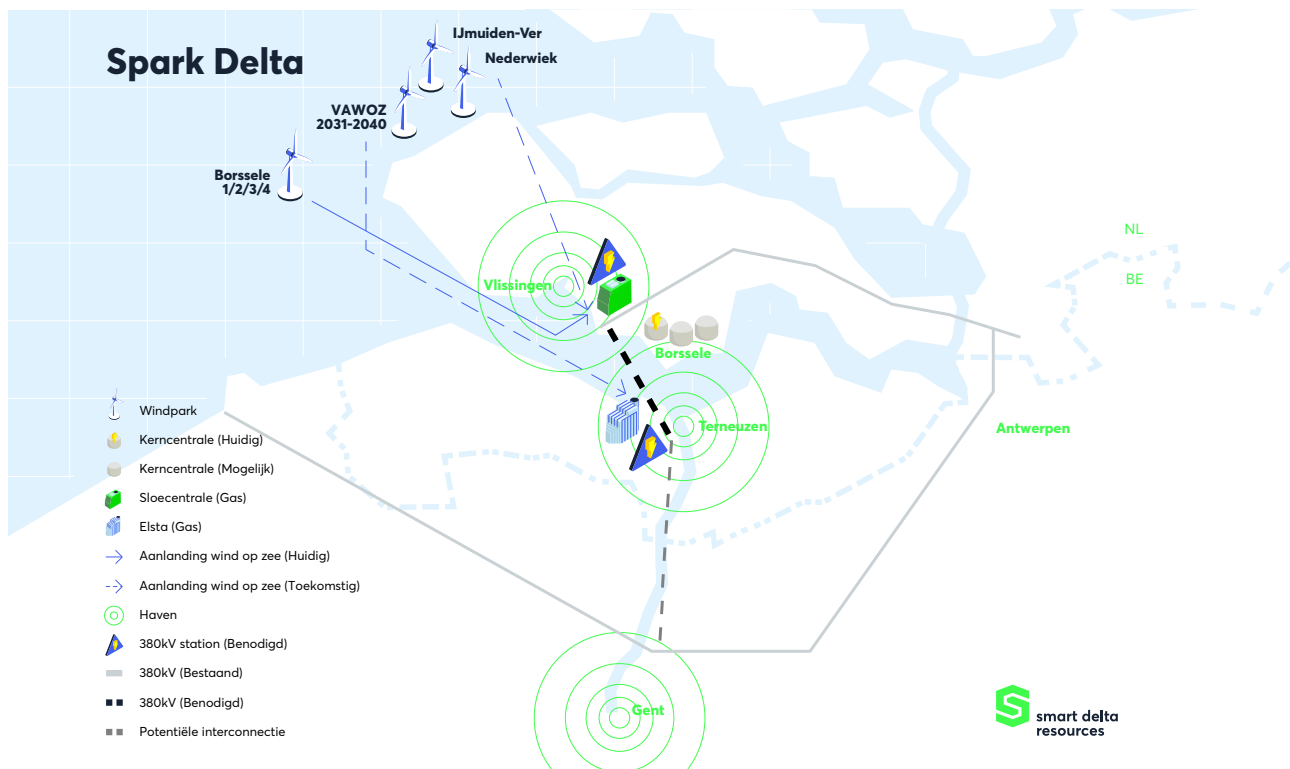 Spark Delta
IJmuiden-Ver
Nederwiek
VAWOZ
2031-2040
Borssele
1/2/3/4
NL
BE
Vlissingen
Borssele
Terneuzen
Antwerpen
Gent
Windpark
Kerncentrale (Huidig)
Kerncentrale (Mogelijk)
Sloecentrale (Gas)
Elsta (Gas)
Aanlanding wind op zee (Huidig)
Aanlanding wind op zee (Toekomstig)
Haven
380kV station (Benodigd)
380kV (Bestaand)
380kV (Benodigd)
Potentiële interconnectie
smart delta
resources